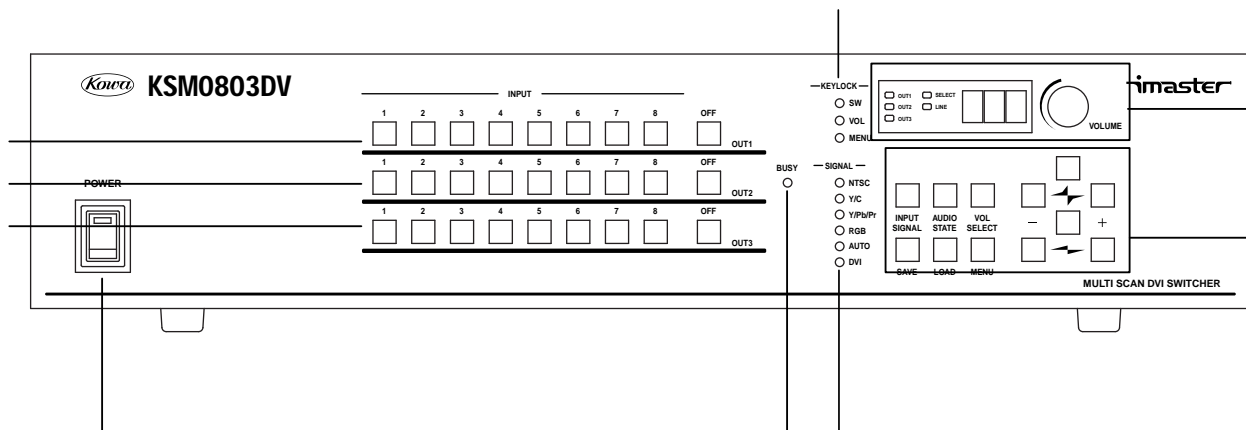 Kowa KSM0803DV
INPUT
1 2 3 4 5 6 7 8 OFF
OUT1
1 2 3 4 5 6 7 8 OFF
OUT2
1 2 3 4 5 6 7 8 OFF
OUT3
POWER
BUSY
KEYLOCK
SW
VOL
MENU
SIGNAL
NTSC
Y/C
Y/Pb/Pr
RGB
AUTO
DVI
OUT1 SELECT
OUT2 LINE
OUT3
VOLUME
imaster
INPUT SIGNAL
AUDIO STATE
VOL SELECT
− +
SAVE LOAD MENU
MULTI SCAN DVI SWITCHER